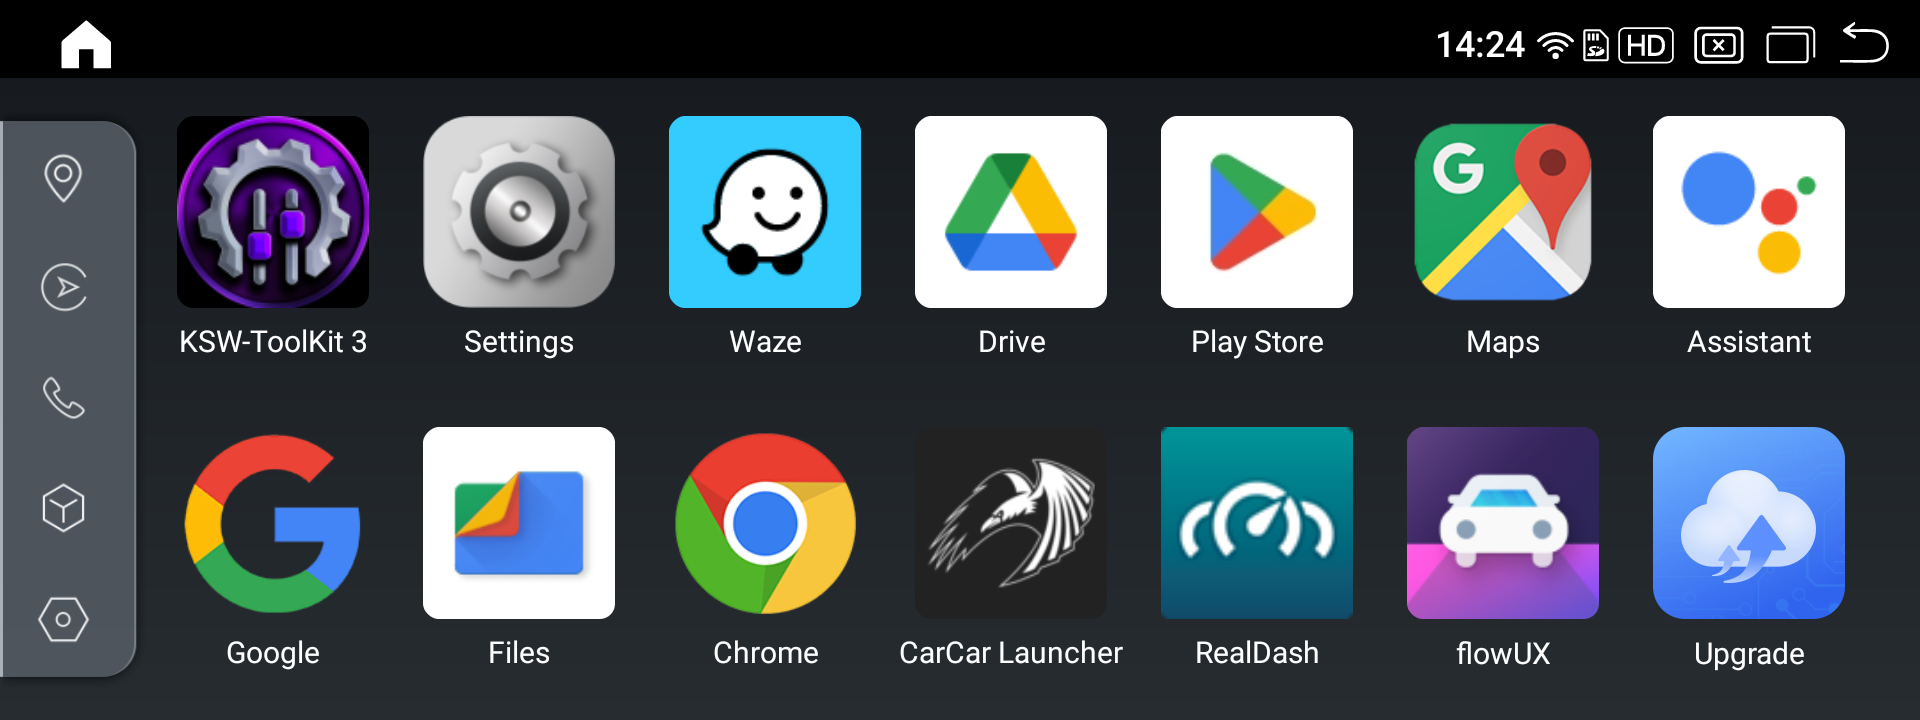 14:24 HD
KSW-ToolKit 3 Settings Waze Drive Play Store Maps Assistant
Google Files Chrome CarCar Launcher RealDash flowUX Upgrade